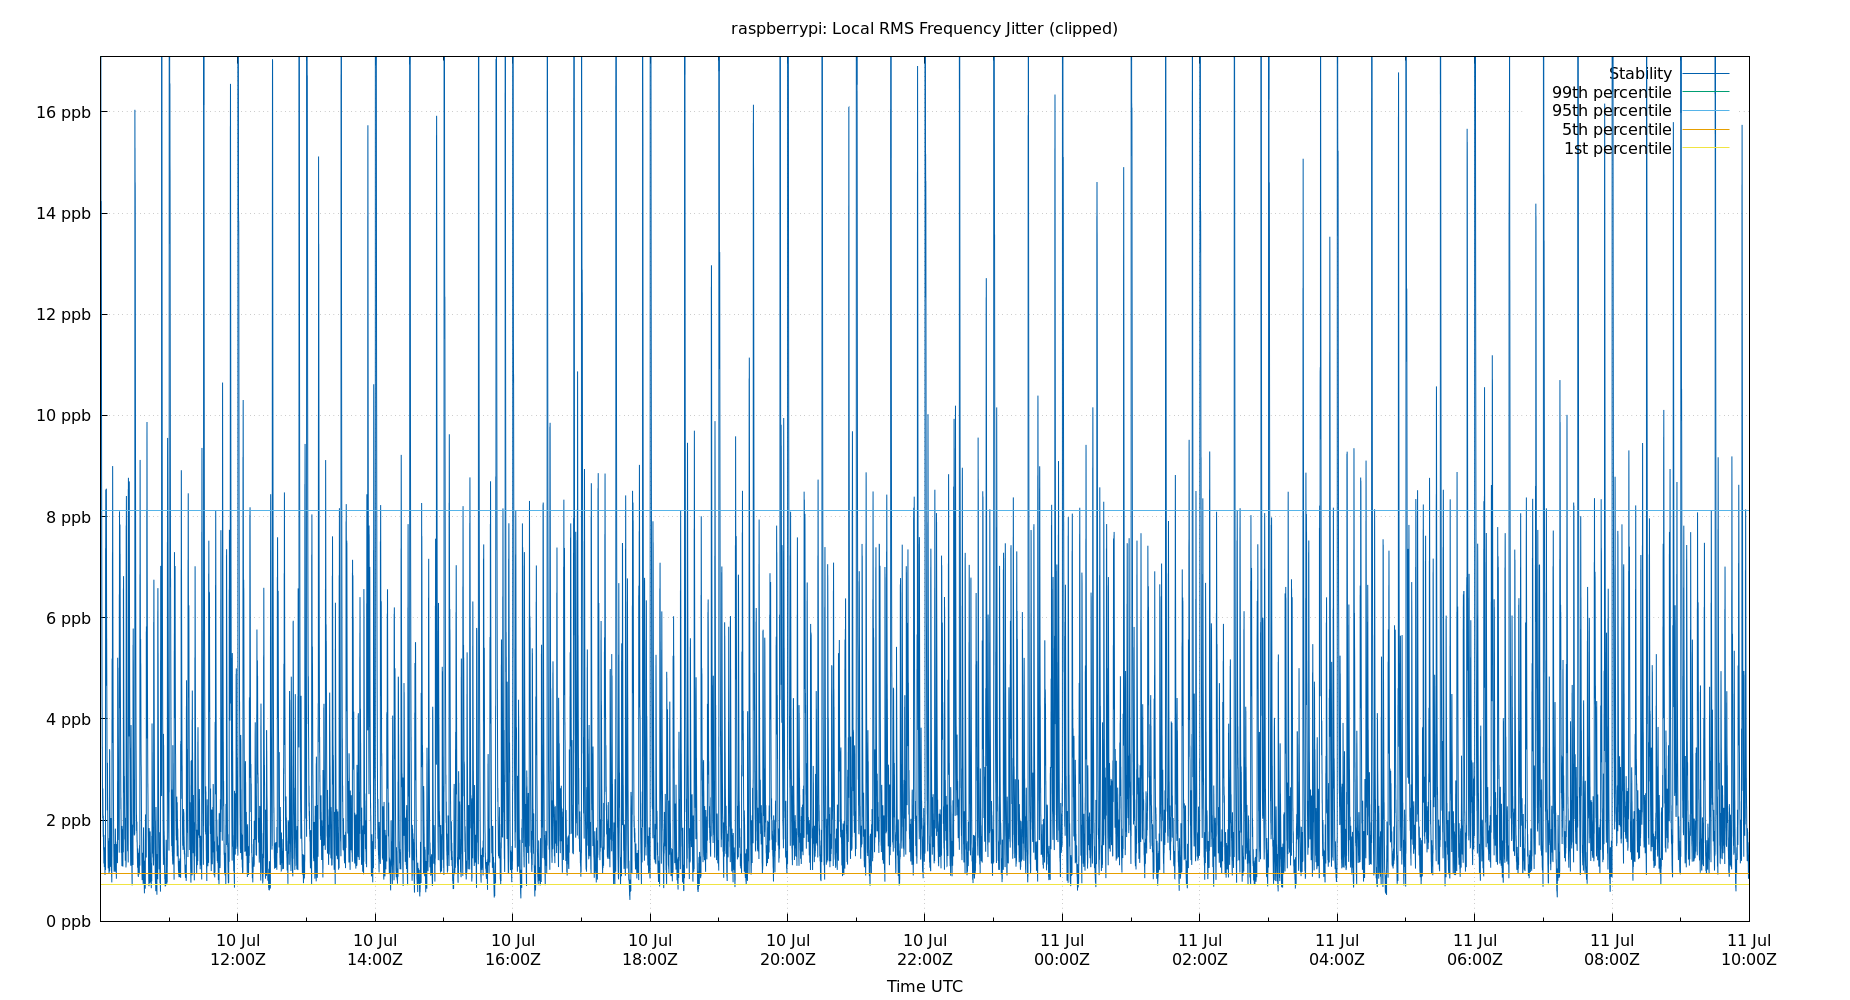 raspberrypi: Local RMS Frequency Jitter (clipped)
Stability
99th percentile
95th percentile
5th percentile
1st percentile
16 ppb
14 ppb
12 ppb
10 ppb
8 ppb
6 ppb
4 ppb
2 ppb
0 ppb
10 Jul 10 Jul 10 Jul 10 Jul 10 Jul 10 Jul 11 Jul 11 Jul 11 Jul 11 Jul 11 Jul 11 Jul
12:00Z 14:00Z 16:00Z 18:00Z 20:00Z 22:00Z 00:00Z 02:00Z 04:00Z 06:00Z 08:00Z 10:00Z
Time UTC